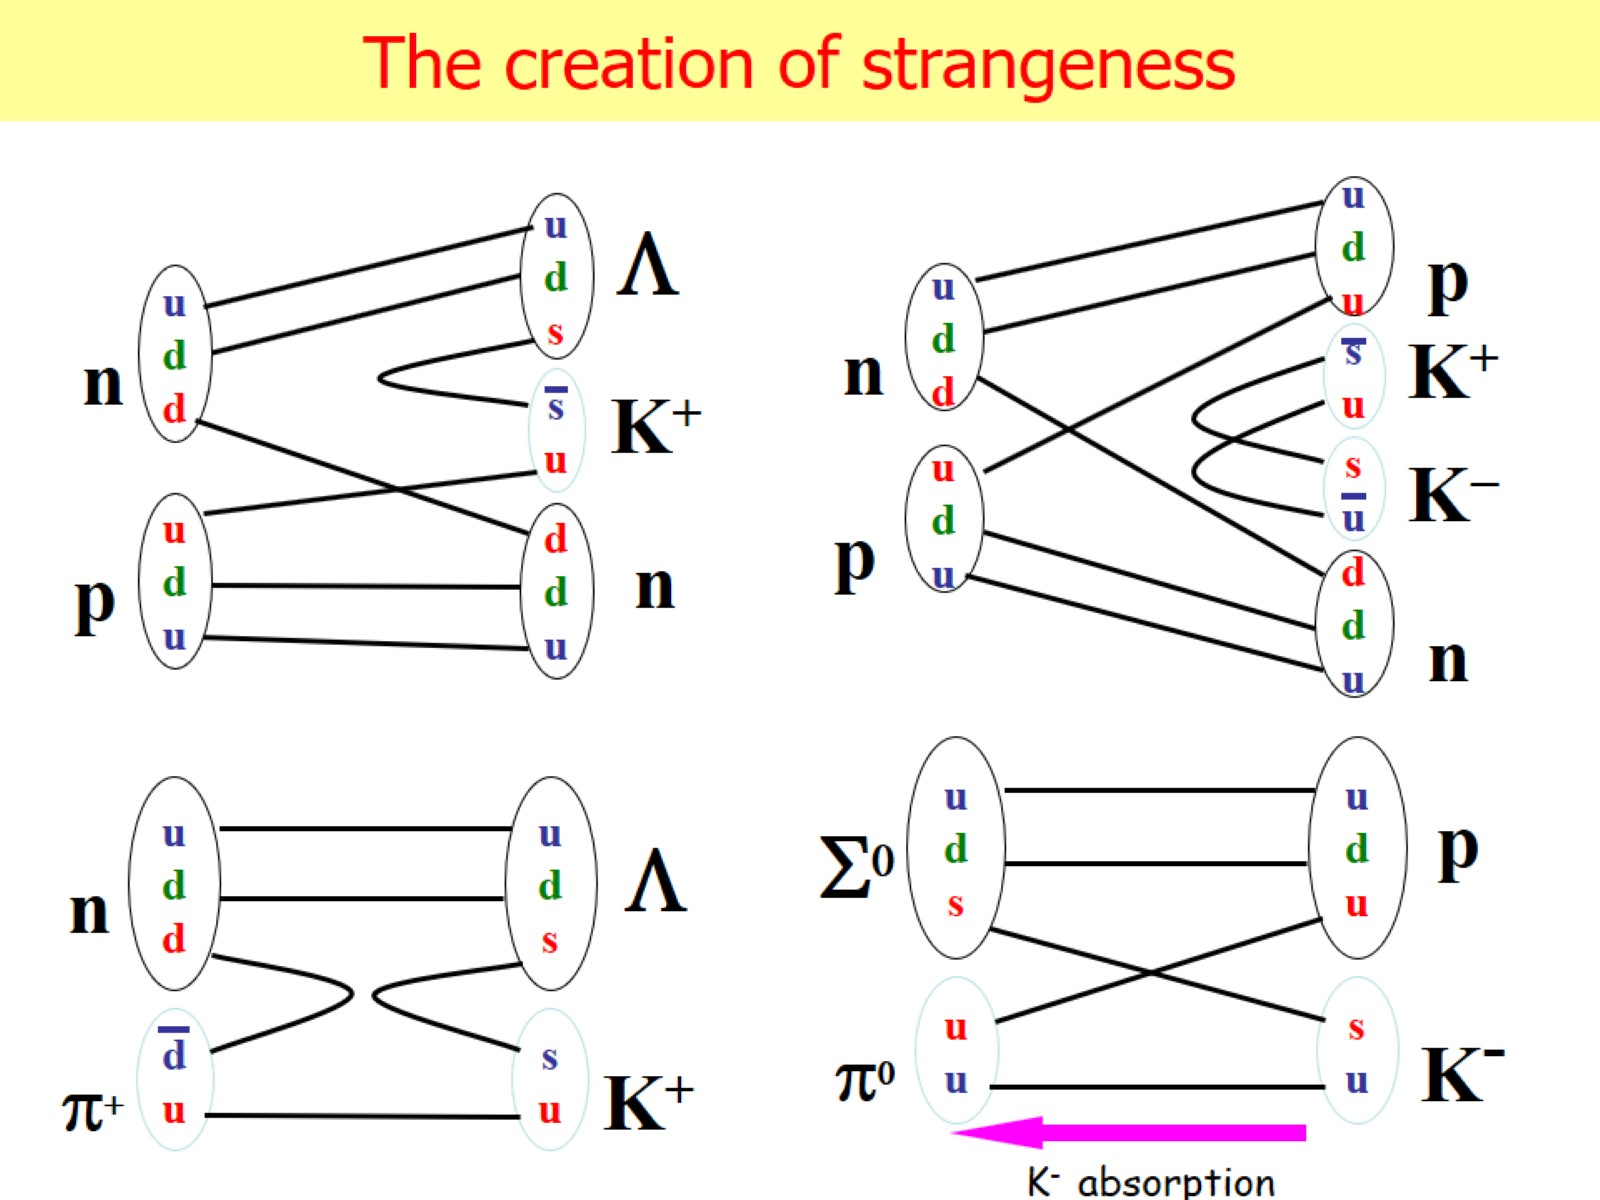 The creation of strangeness
n
u
d
d
p
u
d
u
u
d
s
Λ
s̅
u
K⁺
d
d
u
n
n
u
d
d
p
u
d
u
u
d
u
p
s̅
u
K⁺
s
u̅
K⁻
d
d
u
n
n
u
d
d
π⁺
d̅
u
u
d
s
Λ
s
u
K⁺
Σ⁰
u
d
s
π⁰
u
u
u
d
u
p
s
u
K⁻
K⁻ absorption